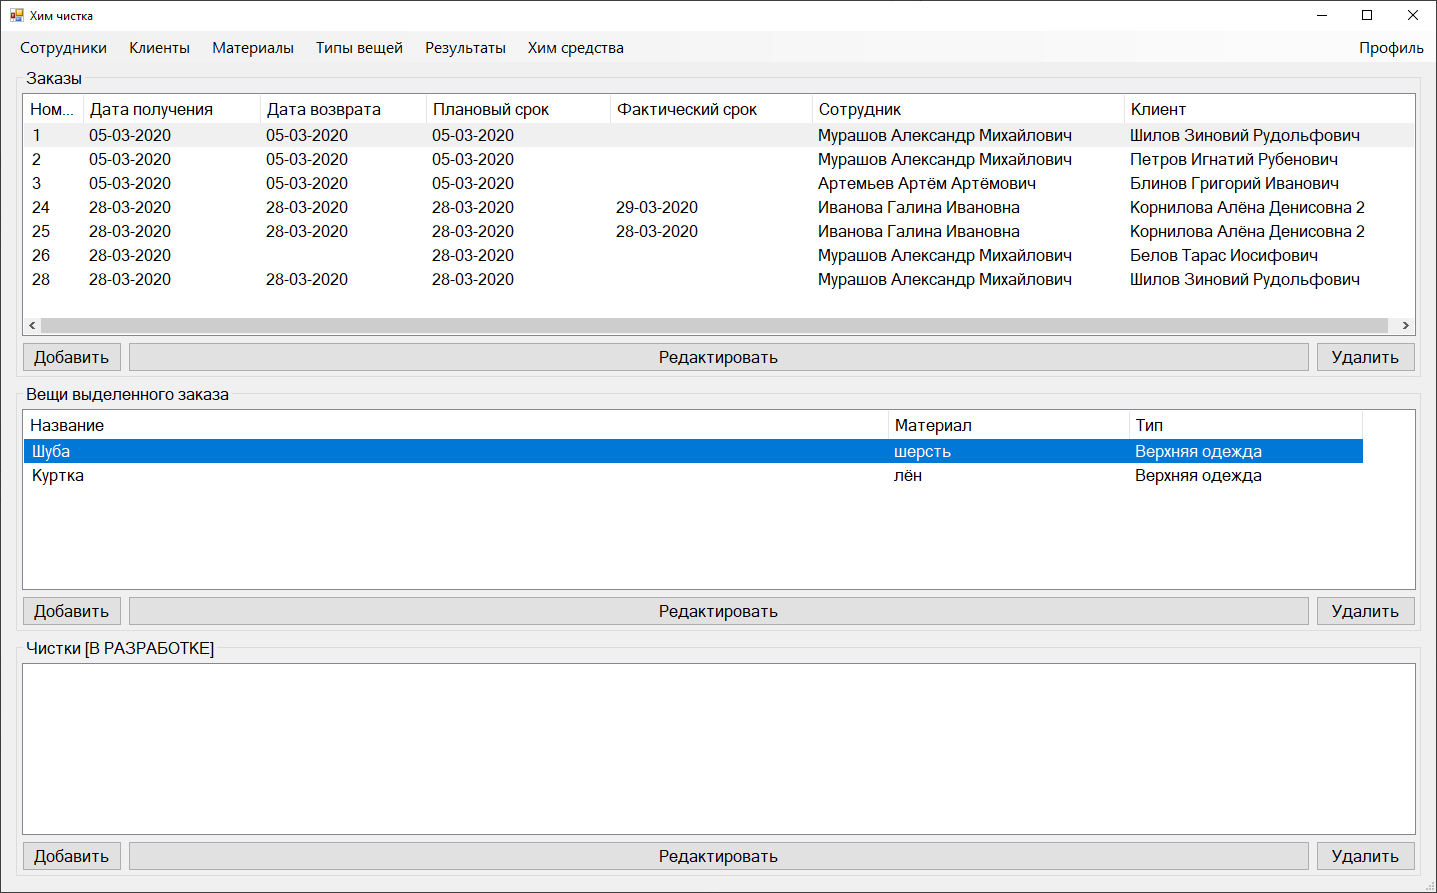 Хим чистка
Сотрудники Клиенты Материалы Типы вещей Результаты Хим средства Профиль
Заказы
Ном... Дата получения Дата возврата Плановый срок Фактический срок Сотрудник Клиент
1 05-03-2020 05-03-2020 05-03-2020 Мурашов Александр Михайлович Шилов Зиновий Рудольфович
2 05-03-2020 05-03-2020 05-03-2020 Мурашов Александр Михайлович Петров Игнатий Рубенович
3 05-03-2020 05-03-2020 05-03-2020 Артемьев Артём Артёмович Блинов Григорий Иванович
24 28-03-2020 28-03-2020 28-03-2020 29-03-2020 Иванова Галина Ивановна Корнилова Алёна Денисовна 2
25 28-03-2020 28-03-2020 28-03-2020 28-03-2020 Иванова Галина Ивановна Корнилова Алёна Денисовна 2
26 28-03-2020 28-03-2020 Мурашов Александр Михайлович Белов Тарас Иосифович
28 28-03-2020 28-03-2020 28-03-2020 Мурашов Александр Михайлович Шилов Зиновий Рудольфович
Добавить Редактировать Удалить
Вещи выделенного заказа
Название Материал Тип
Шуба шерсть Верхняя одежда
Куртка лён Верхняя одежда
Добавить Редактировать Удалить
Чистки [В РАЗРАБОТКЕ]
Добавить Редактировать Удалить